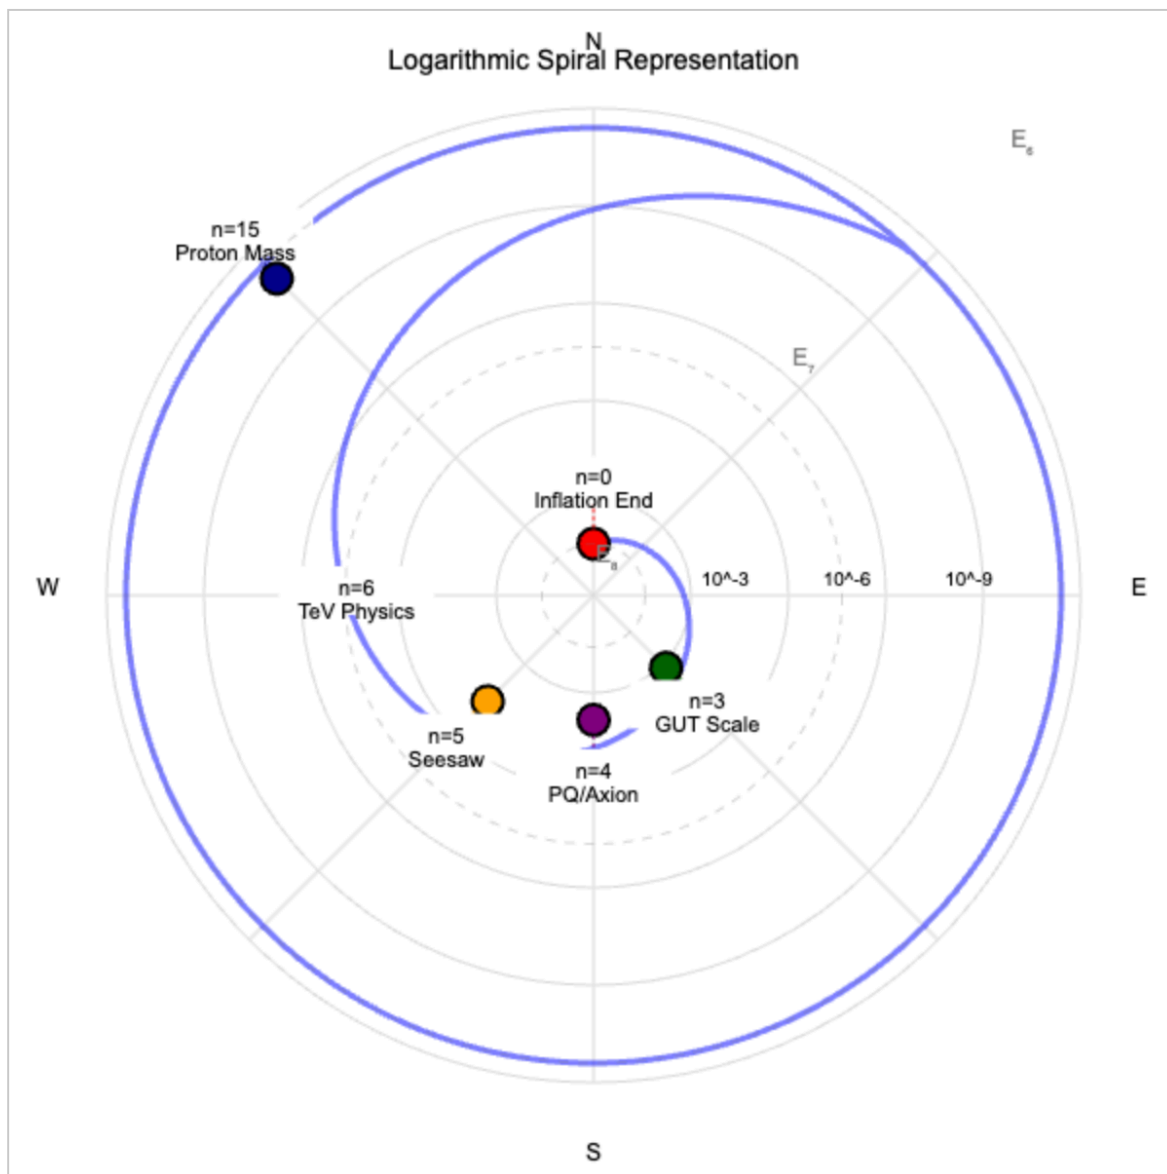 N
Logarithmic Spiral Representation
E₆
n=15
Proton Mass
E₇
n=0
Inflation End
E₈
W
10^-3
10^-6
10^-9
E
n=6
TeV Physics
n=3
GUT Scale
n=5
Seesaw
n=4
PQ/Axion
S